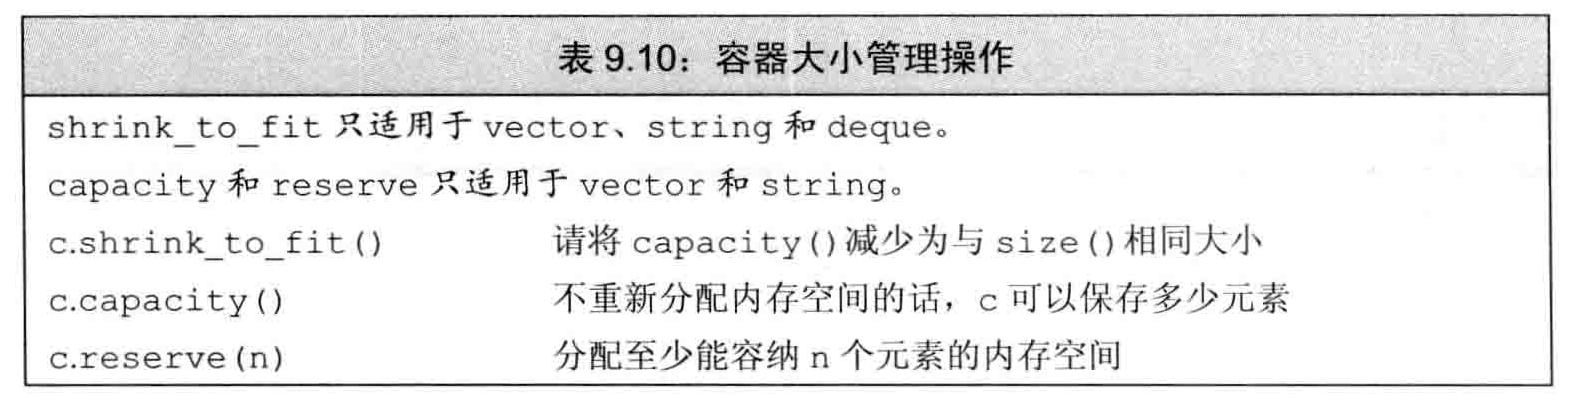 表 9.10：容器大小管理操作
shrink_to_fit 只适用于 vector、string 和 deque。
capacity 和 reserve 只适用于 vector 和 string。
c.shrink_to_fit() 请将 capacity()减少为与 size()相同大小
c.capacity() 不重新分配内存空间的话，c 可以保存多少元素
c.reserve(n) 分配至少能容纳 n 个元素的内存空间